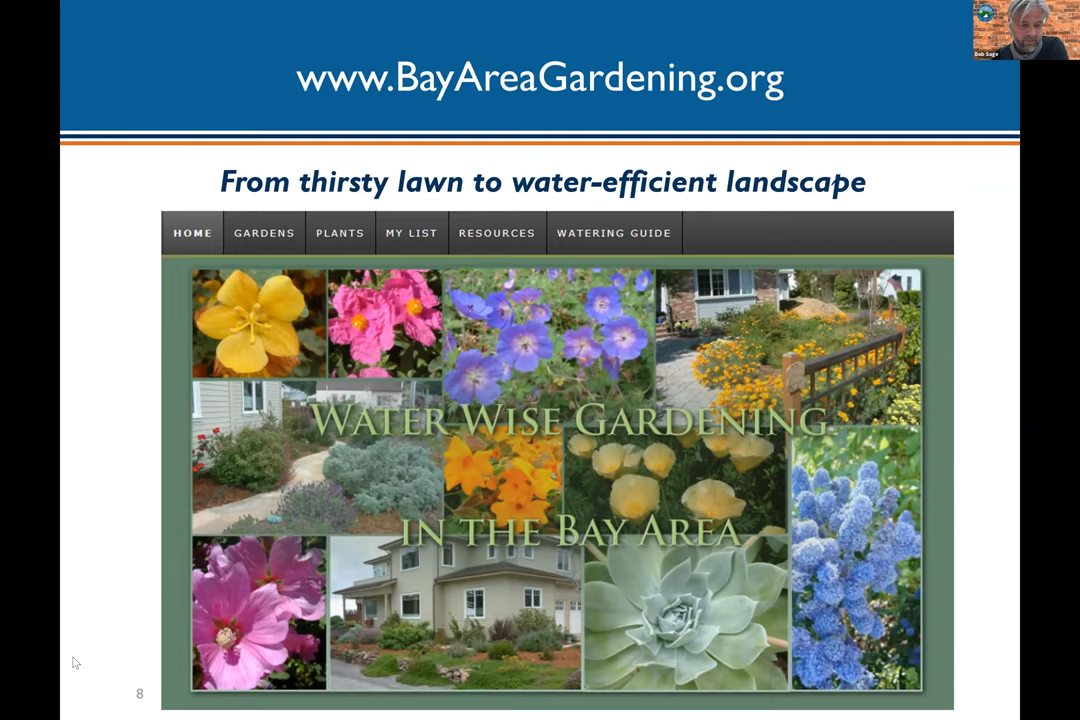 www.BayAreaGardening.org
Bob Sage
From thirsty lawn to water-efficient landscape
HOME GARDENS PLANTS MY LIST RESOURCES WATERING GUIDE
WATER WISE GARDENING
IN THE BAY AREA
8